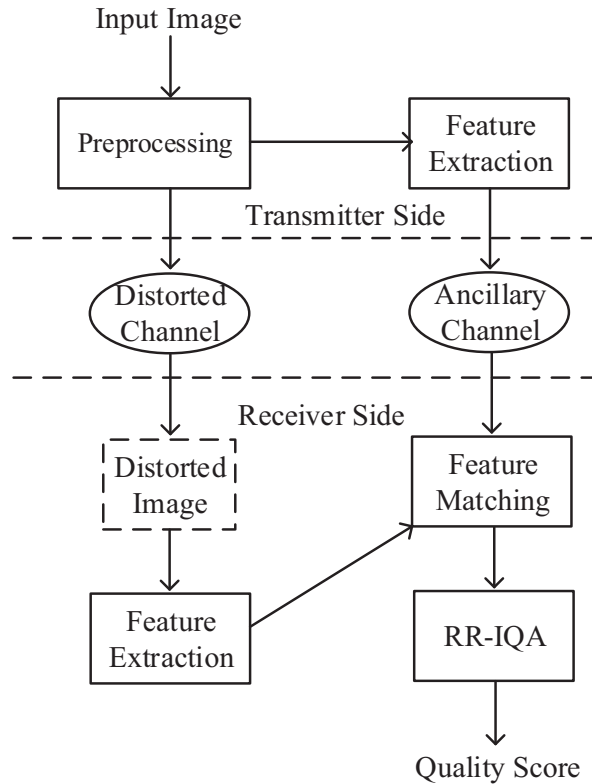 Input Image
Preprocessing
Feature
Extraction
Transmitter Side
Distorted
Channel
Ancillary
Channel
Receiver Side
Distorted
Image
Feature
Matching
Feature
Extraction
RR-IQA
Quality Score